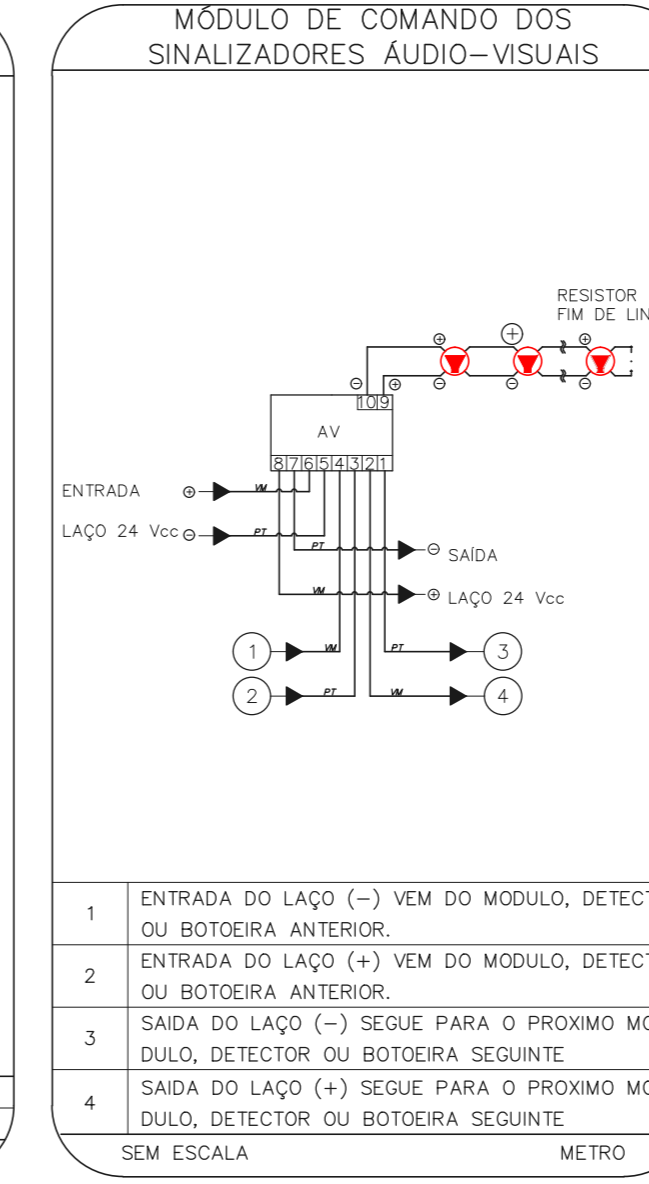 MÓDULO DE COMANDO DOS
SINALIZADORES ÁUDIO-VISUAIS
RESISTOR
FIM DE LIN
10 9
AV
8 7 6 5 4 3 2 1
ENTRADA
VM
LAÇO 24 Vcc
PT
PT
SAÍDA
VM
LAÇO 24 Vcc
1 VM PT 3
2 PT VM 4
1 ENTRADA DO LAÇO (-) VEM DO MODULO, DETECT
OU BOTOEIRA ANTERIOR.
2 ENTRADA DO LAÇO (+) VEM DO MODULO, DETECT
OU BOTOEIRA ANTERIOR.
3 SAIDA DO LAÇO (-) SEGUE PARA O PROXIMO MO
DULO, DETECTOR OU BOTOEIRA SEGUINTE
4 SAIDA DO LAÇO (+) SEGUE PARA O PROXIMO MO
DULO, DETECTOR OU BOTOEIRA SEGUINTE
SEM ESCALA METRO